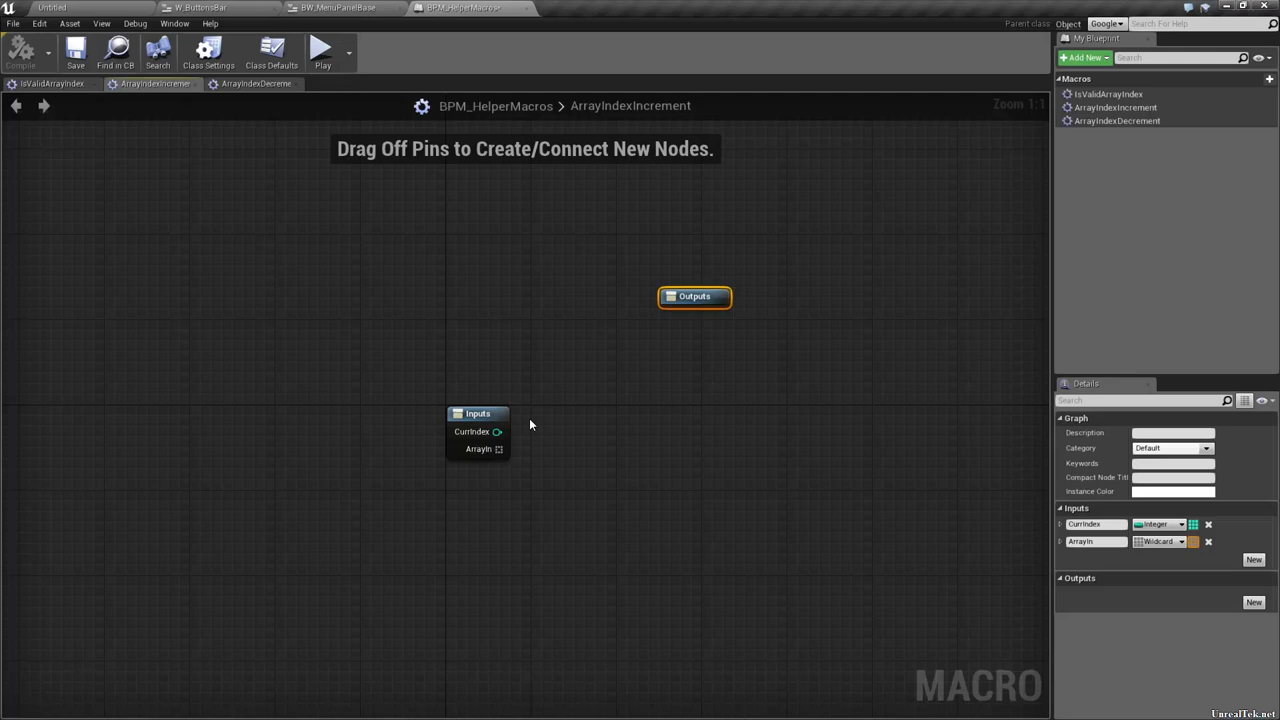 Untitled
W_ButtonsBar
BW_MenuPanelBase
BPM_HelperMacros*
File Edit Asset View Debug Window Help
Parent class: Object
Google
Search For Help
Compile
Save
Find in CB
Search
Class Settings
Class Defaults
Play
My Blueprint
Add New
Search
IsValidArrayIndex
ArrayIndexIncremer
ArrayIndexDecreme
Macros
IsValidArrayIndex
ArrayIndexIncrement
ArrayIndexDecrement
BPM_HelperMacros > ArrayIndexIncrement
Zoom 1:1
Drag Off Pins to Create/Connect New Nodes.
Outputs
Inputs
CurrIndex
ArrayIn
Details
Search
Graph
Description
Category Default
Keywords
Compact Node Titl
Instance Color
Inputs
CurrIndex Integer
ArrayIn Wildcard
New
Outputs
New
MACRO
UnrealTek.net